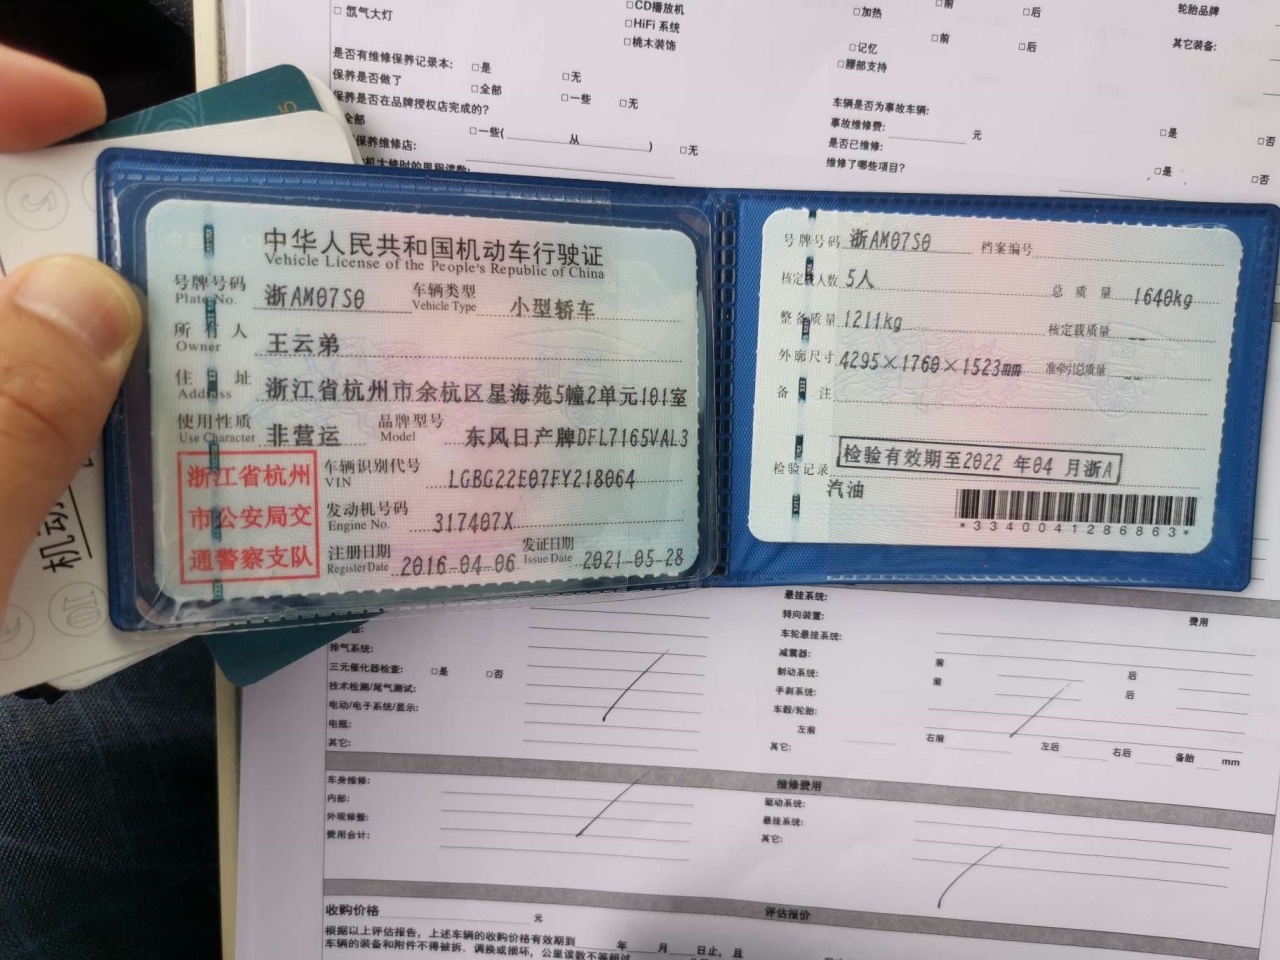 □ 氙气大灯
□CD播放机
□HiFi 系统
□桃木装饰
□加热
□前
□后
轮胎品牌
□记忆
□前
□后
其它装备:
□腰部支持
是否有维修保养记录本: □是 □无
保养是否做了 □全部 □一些 □无
保养是否在品牌授权店完成的?
全部 □一些( 从 ) □无
保养维修店:
车辆是否为事故车辆: □是 □否
事故维修费: 元
是否已维修: □是 □否
维修了哪些项目?
中华人民共和国机动车行驶证
Vehicle License of the People's Republic of China
号牌号码 浙AM07S0 车辆类型 小型轿车
Plate No. Vehicle Type
所有人 王云弟
Owner
住址 浙江省杭州市余杭区星海苑5幢2单元101室
Address
使用性质 非营运 品牌型号 东风日产牌DFL7165VAL3
Use Character Model
浙江省杭州
市公安局交
通警察支队
车辆识别代号 LGBG22E07FY218064
VIN
发动机号码 317407X
Engine No.
注册日期 2016-04-06 发证日期 2021-05-28
Register Date Issue Date
号牌号码 浙AM07S0 档案编号
核定载人数 5人 总质量 1640kg
整备质量 1211kg 核定载质量
外廓尺寸 4295×1760×1523mm 准牵引总质量
备注
检验记录 检验有效期至2022 年04 月浙A
汽油
*3340041286863*
机动
排气系统:
三元催化器检查: □是 □否
技术检测/尾气测试:
电动/电子系统/显示:
电瓶:
其它:
悬挂系统: 费用
转向装置:
车轮悬挂系统:
减震器: 前 后
制动系统: 前 后
手刹系统:
车毂/轮胎:
左前 右前 左后 右后 备胎 mm
其它:
维修费用
车身维修:
内部:
外观修整:
费用合计:
驱动系统:
悬挂系统:
其它:
评估报价
收购价格 元
根据以上评估报告，上述车辆的收购价格有效期到 年 月 日止，且
车辆的装备和附件不得被拆、调换或损坏，公里读数不得超过